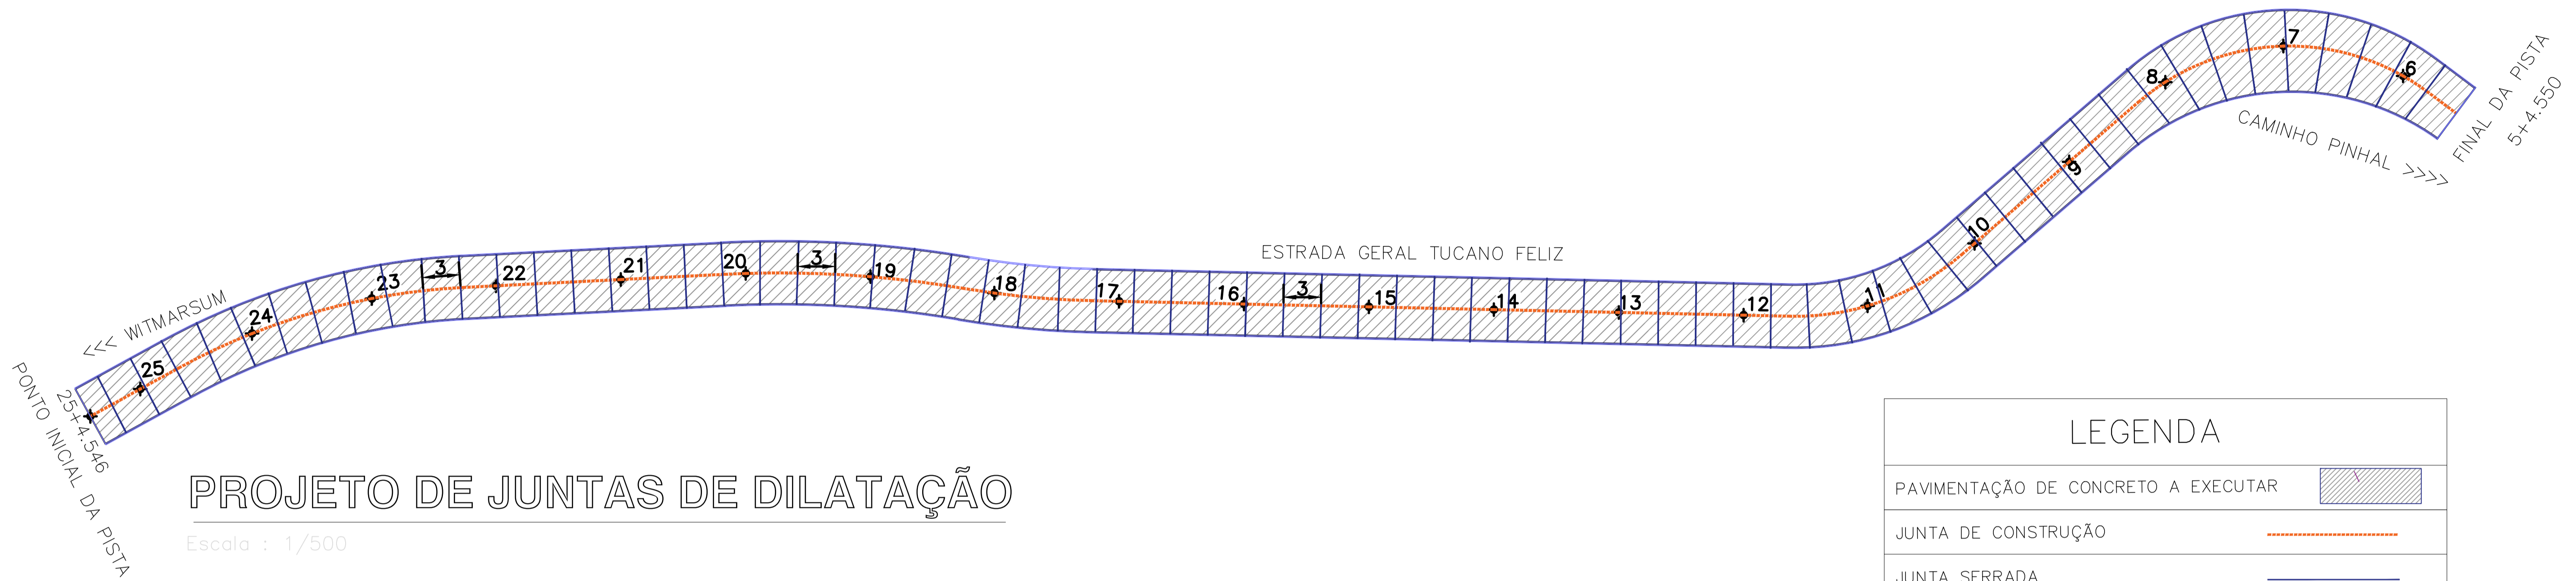 PONTO INICIAL DA PISTA
25+4.546
<<< WITMARSUM
25
24
23
3
22
21
20
3
19
18
17
16
3
15
14
13
12
11
10
9
8
7
6
ESTRADA GERAL TUCANO FELIZ
CAMINHO PINHAL >>>>
FINAL DA PISTA
5+4.550
PROJETO DE JUNTAS DE DILATAÇÃO
Escala : 1/500
LEGENDA
PAVIMENTAÇÃO DE CONCRETO A EXECUTAR
JUNTA DE CONSTRUÇÃO
JUNTA SERRADA